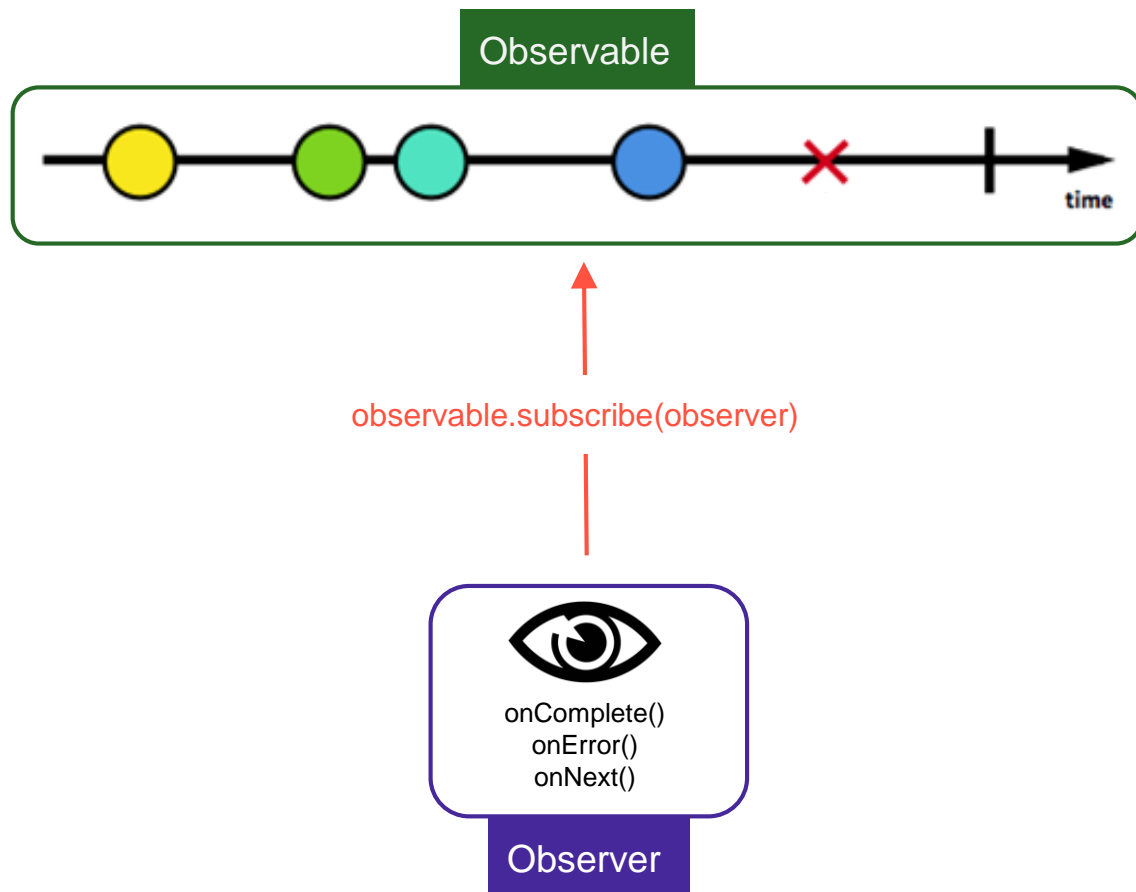 Observable
time
observable.subscribe(observer)
onComplete()
onError()
onNext()
Observer